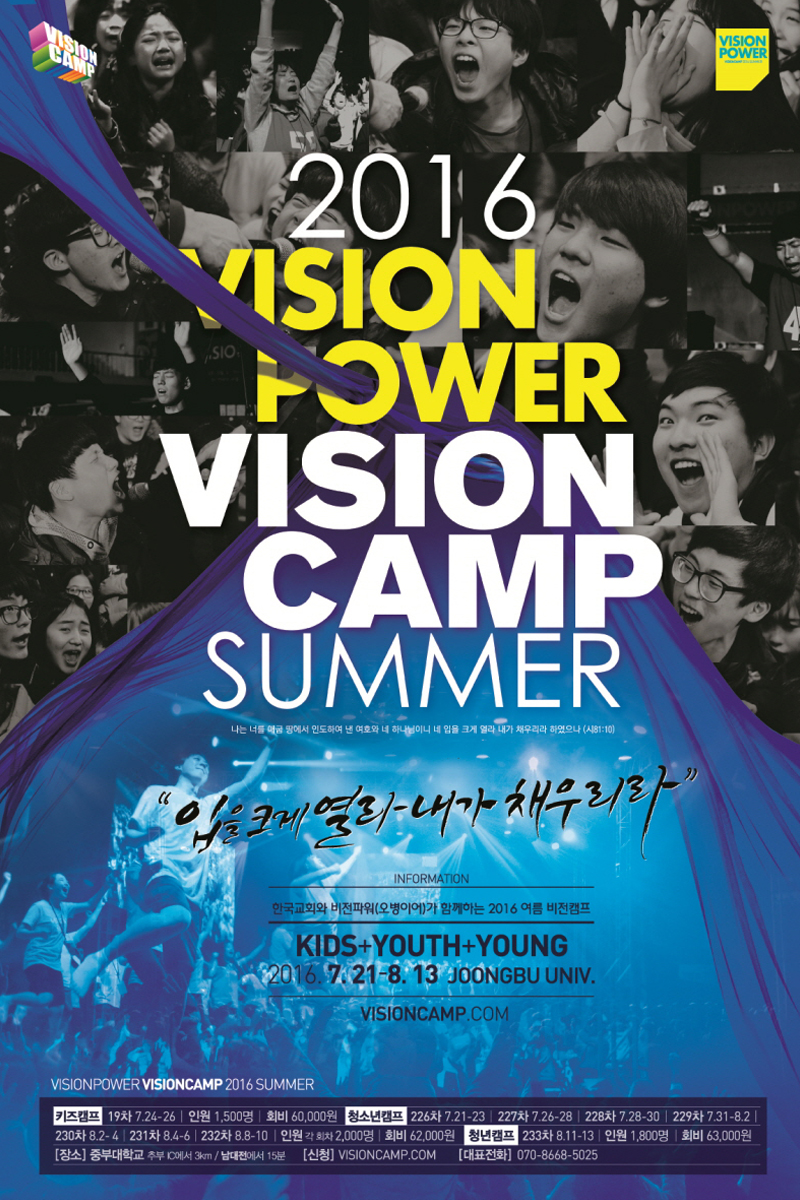 VISION
CAMP
VISION
POWER
2016
VISION
POWER
VISION
CAMP
SUMMER
나는 너를 애굽 땅에서 인도하여 낸 여호와 네 하나님이니 네 입을 크게 열라 내가 채우리라 하였으나 (시81:10)
“입을 크게 열라 내가 채우리라”
INFORMATION
한국교회와 비전파워(오병이어)가 함께하는 2016 여름 비전캠프
KIDS+YOUTH+YOUNG
2016. 7. 21-8. 13 JOONGBU UNIV.
VISIONCAMP.COM
VISIONPOWER VISIONCAMP 2016 SUMMER
키즈캠프 19차 7.24-26 | 인원 1,500명 | 회비 60,000원 청소년캠프 226차 7.21-23 | 227차 7.26-28 | 228차 7.28-30 | 229차 7.31-8.2 |
230차 8.2- 4 | 231차 8.4-6 | 232차 8.8-10 | 인원 각 회차 2,000명 | 회비 62,000원 청년캠프 233차 8.11-13 | 인원 1,800명 | 회비 63,000원
[장소] 중부대학교 추부 IC에서 3km / 남대전에서 15분 [신청] VISIONCAMP.COM [대표전화] 070-8668-5025